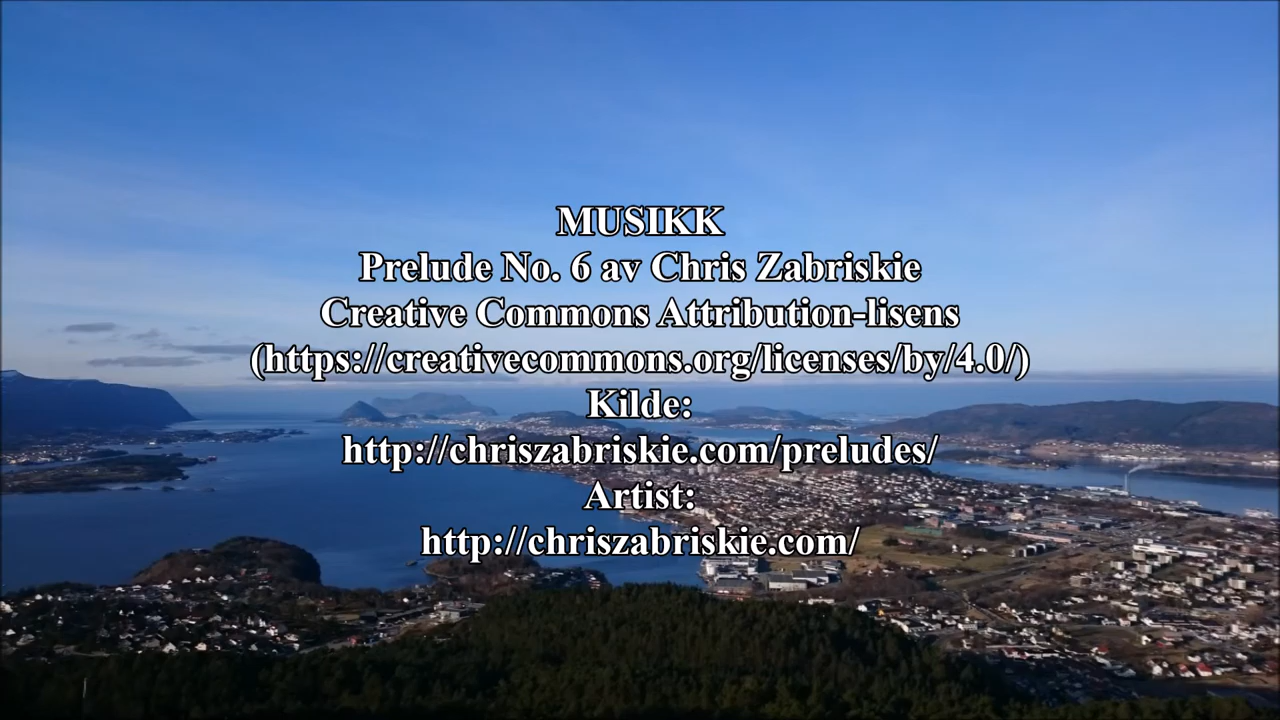 MUSIKK
Prelude No. 6 av Chris Zabriskie
Creative Commons Attribution-lisens
(https://creativecommons.org/licenses/by/4.0/)
Kilde:
http://chriszabriskie.com/preludes/
Artist:
http://chriszabriskie.com/